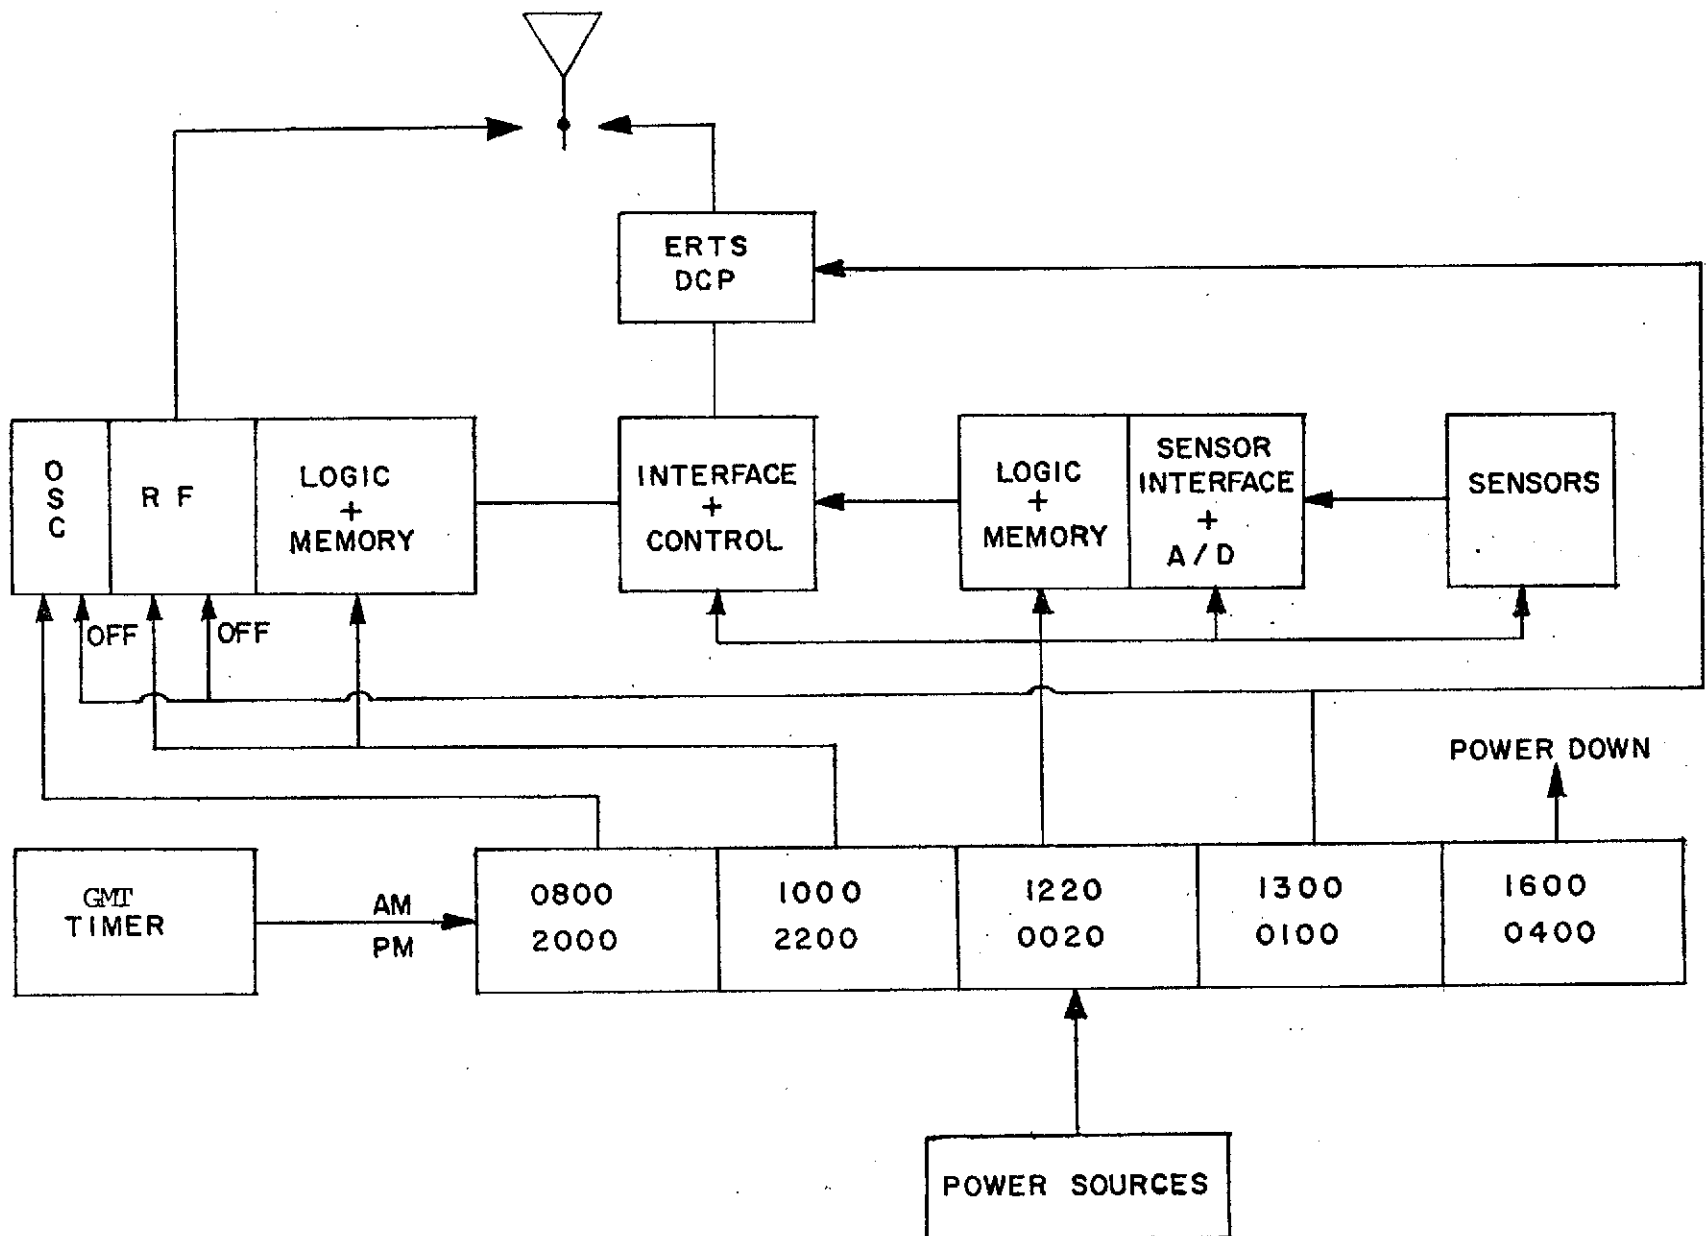 ERTS
DCP
O
S
C
R F
LOGIC
+
MEMORY
INTERFACE
+
CONTROL
LOGIC
+
MEMORY
SENSOR
INTERFACE
+
A/D
SENSORS
OFF
OFF
POWER DOWN
GMT
TIMER
AM
PM
0800
2000
1000
2200
1220
0020
1300
0100
1600
0400
POWER SOURCES